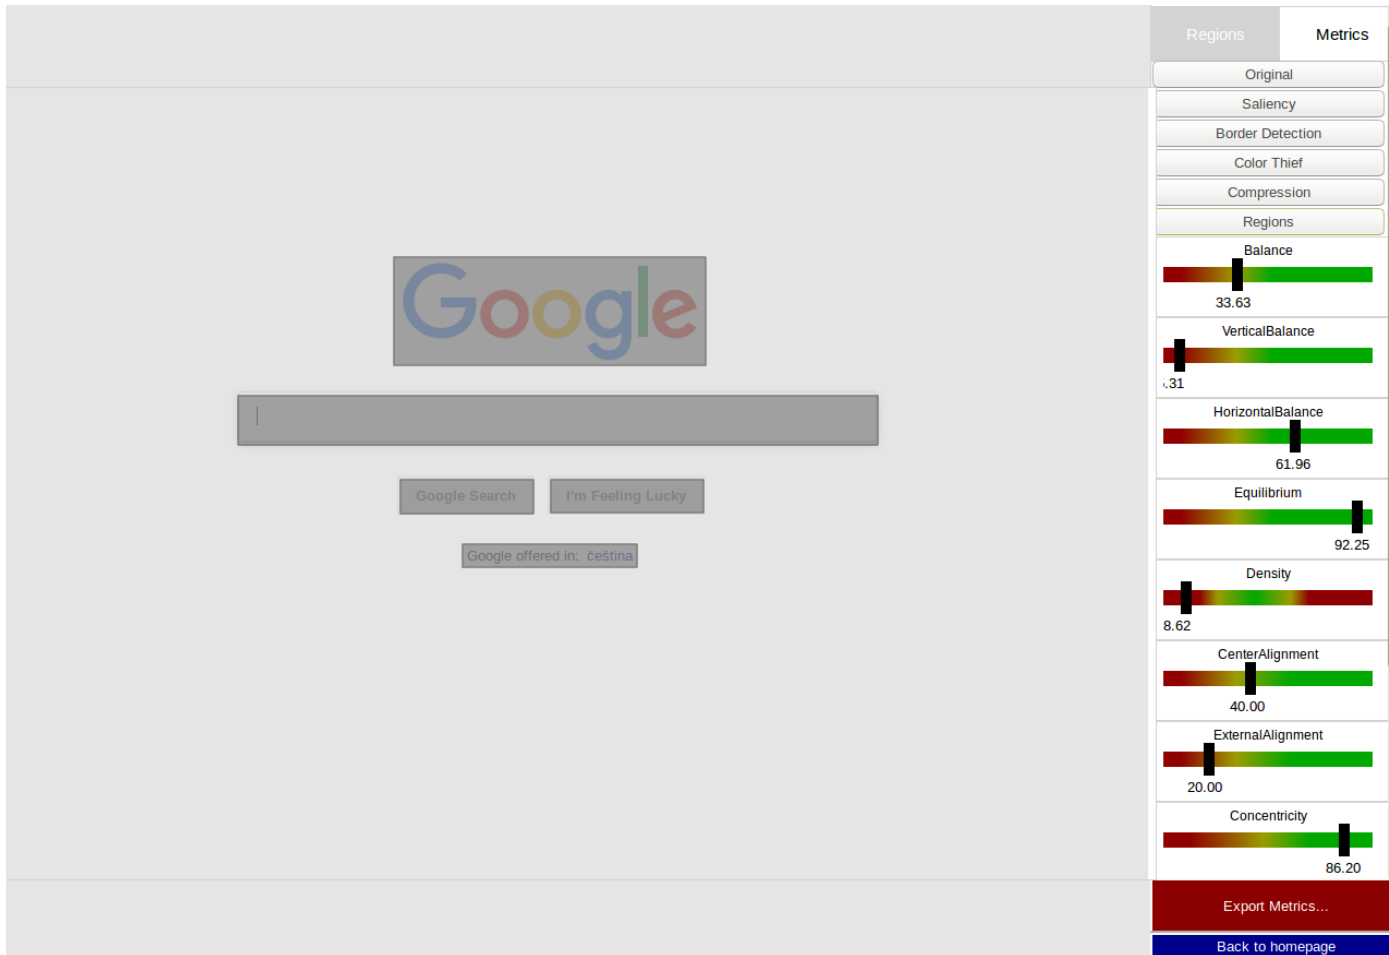 Regions Metrics
Original
Saliency
Border Detection
Color Thief
Compression
Regions
Balance
33.63
VerticalBalance
.31
HorizontalBalance
61.96
Equilibrium
92.25
Density
8.62
CenterAlignment
40.00
ExternalAlignment
20.00
Concentricity
86.20
Export Metrics...
Back to homepage
Google
Google Search I'm Feeling Lucky
Google offered in: čeština